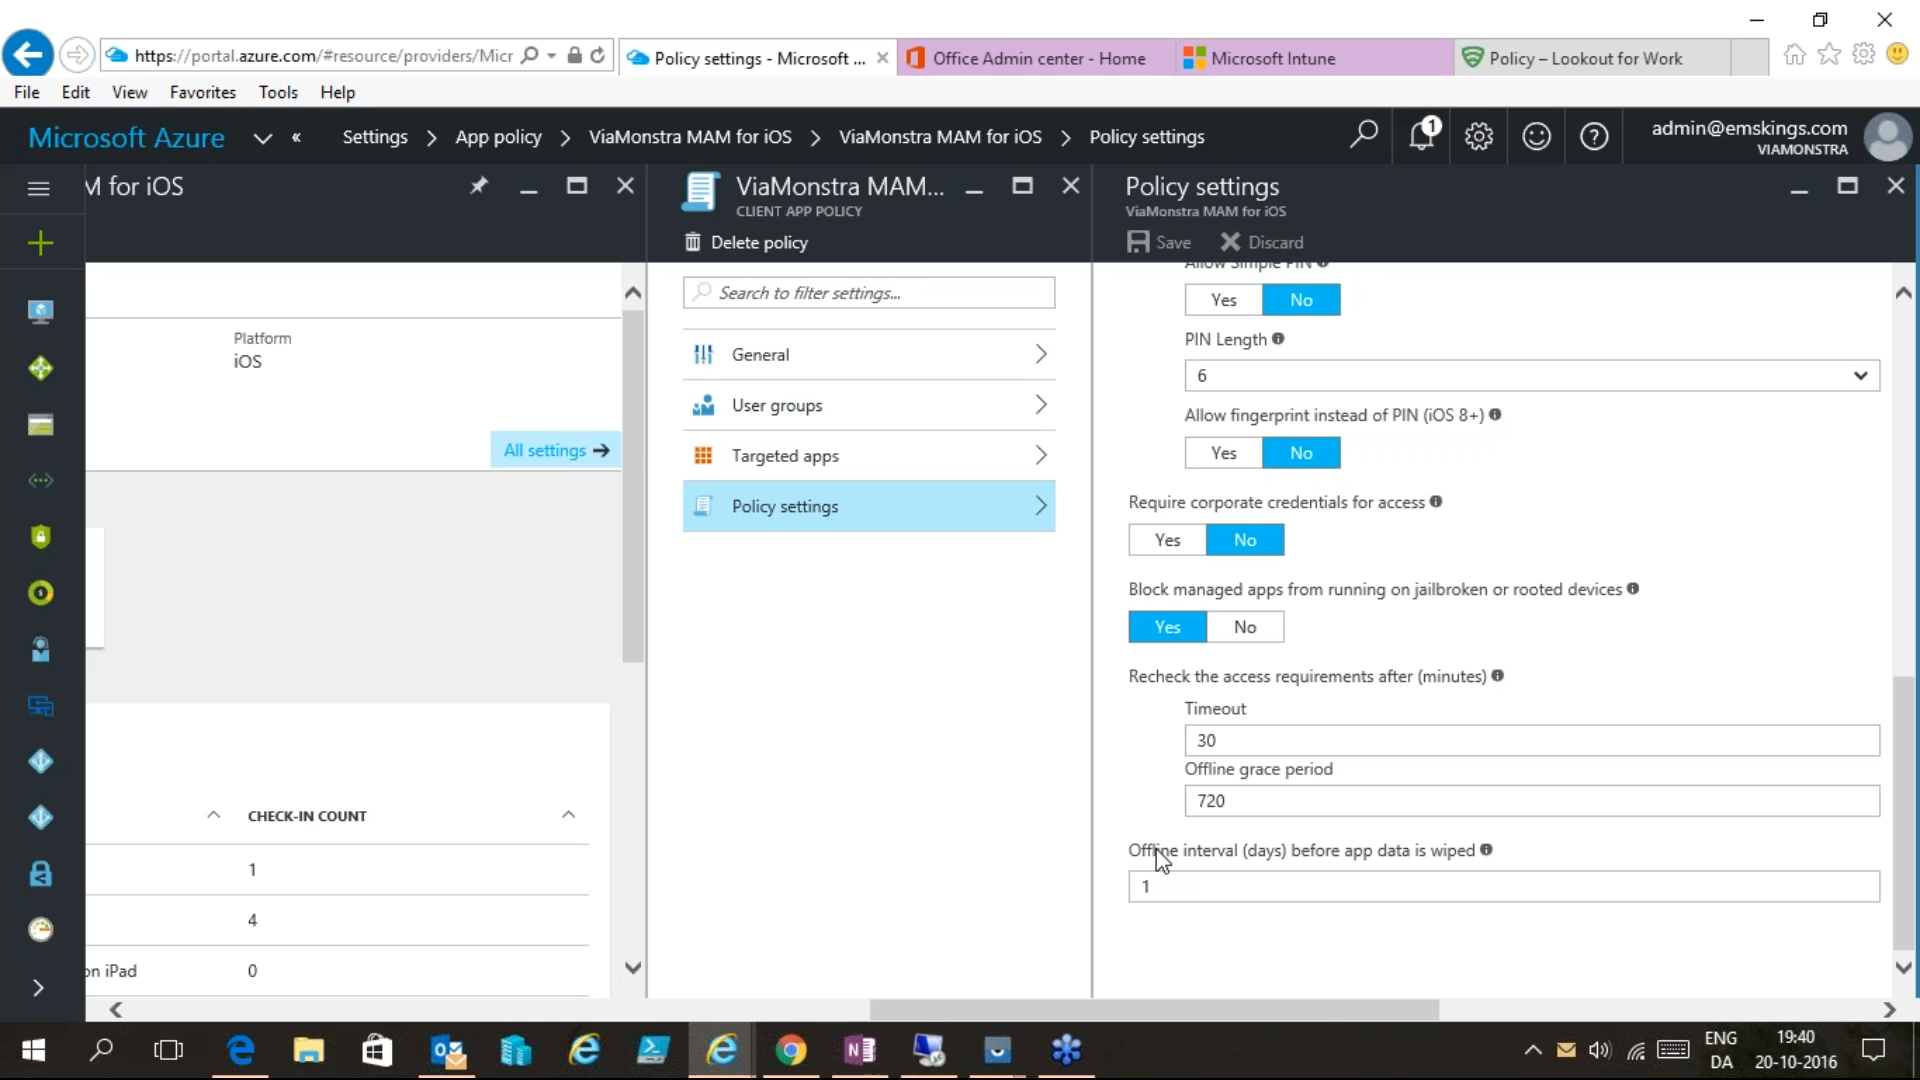 https://portal.azure.com/#resource/providers/Micr
Policy settings - Microsoft ...
Office Admin center - Home
Microsoft Intune
Policy – Lookout for Work
File Edit View Favorites Tools Help
Microsoft Azure
Settings > App policy > ViaMonstra MAM for iOS > ViaMonstra MAM for iOS > Policy settings
1
admin@emskings.com
VIAMONSTRA
M for iOS
Platform
iOS
All settings →
CHECK-IN COUNT
1
4
on iPad 0
ViaMonstra MAM...
CLIENT APP POLICY
Delete policy
Search to filter settings...
General
User groups
Targeted apps
Policy settings
Policy settings
ViaMonstra MAM for iOS
Save Discard
Allow Simple PIN
Yes No
PIN Length
6
Allow fingerprint instead of PIN (iOS 8+)
Yes No
Require corporate credentials for access
Yes No
Block managed apps from running on jailbroken or rooted devices
Yes No
Recheck the access requirements after (minutes)
Timeout
30
Offline grace period
720
Offline interval (days) before app data is wiped
1
ENG
DA
19:40
20-10-2016